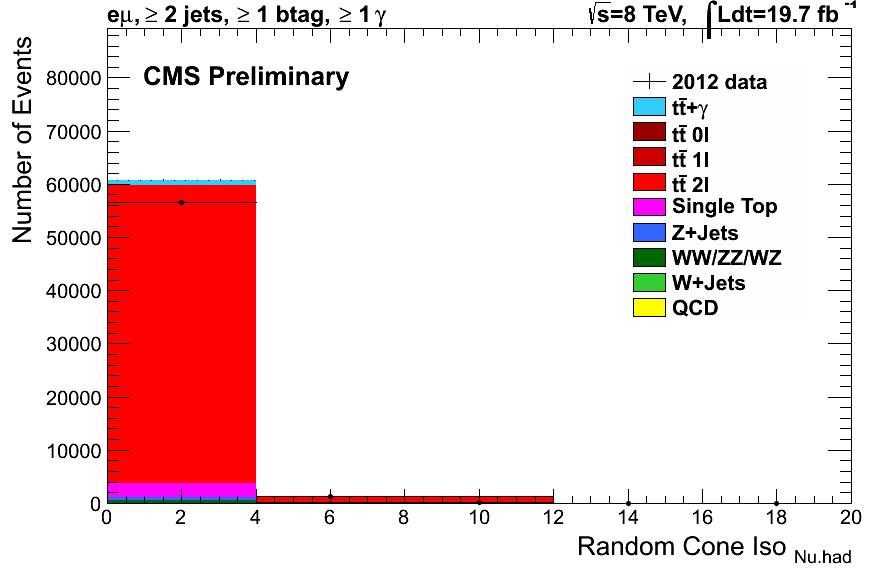 eμ, ≥ 2 jets, ≥ 1 btag, ≥ 1 γ
√s=8 TeV, ∫Ldt=19.7 fb⁻¹
CMS Preliminary
Number of Events
80000
70000
60000
50000
40000
30000
20000
10000
0
2012 data
tt̄+γ
tt̄ 0l
tt̄ 1l
tt̄ 2l
Single Top
Z+Jets
WW/ZZ/WZ
W+Jets
QCD
0 2 4 6 8 10 12 14 16 18 20
Random Cone Iso Nu.had